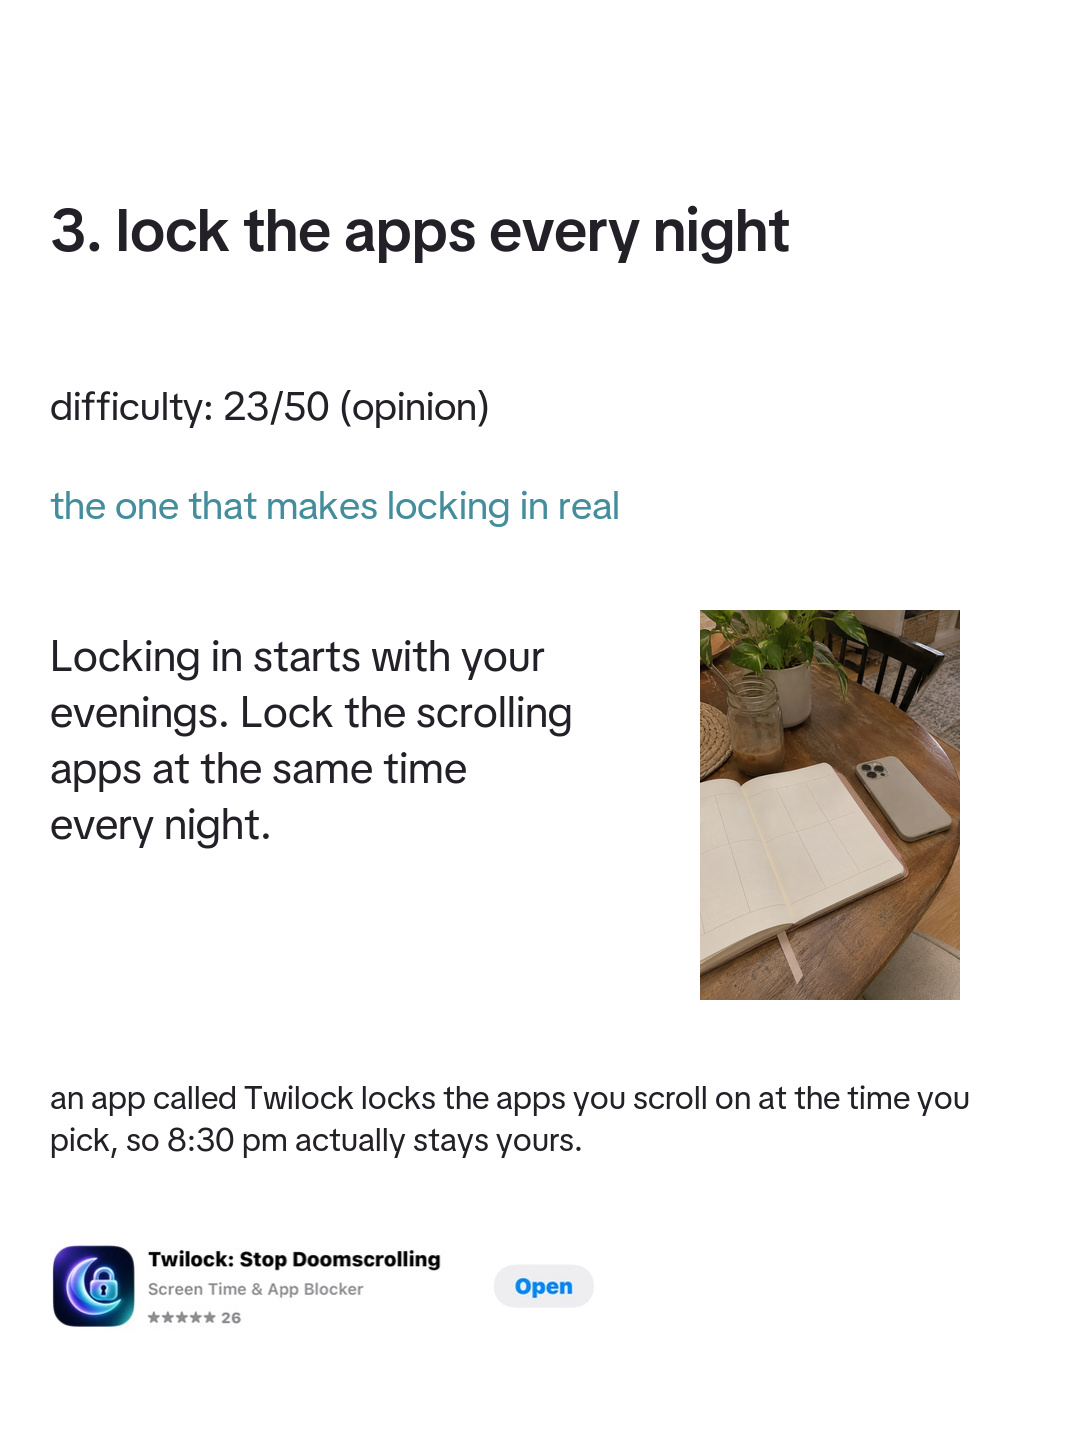 3. lock the apps every night
difficulty: 23/50 (opinion)
the one that makes locking in real
Locking in starts with your
evenings. Lock the scrolling
apps at the same time
every night.
an app called Twilock locks the apps you scroll on at the time you
pick, so 8:30 pm actually stays yours.
Twilock: Stop Doomscrolling
Screen Time & App Blocker
★★★★★ 26
Open